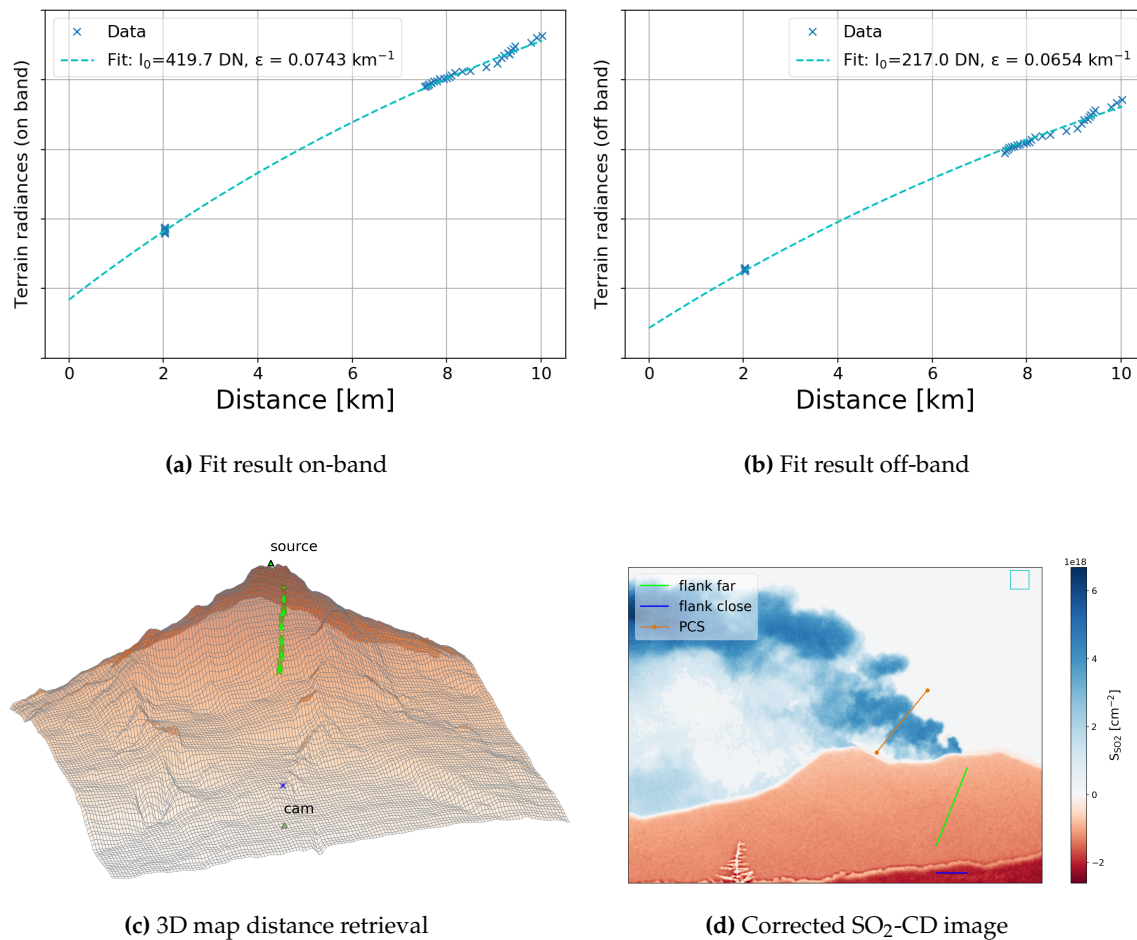 Data
Fit: I₀=419.7 DN, ε = 0.0743 km⁻¹
Terrain radiances (on band)
0 2 4 6 8 10
Distance [km]
(a) Fit result on-band
Data
Fit: I₀=217.0 DN, ε = 0.0654 km⁻¹
Terrain radiances (off band)
0 2 4 6 8 10
Distance [km]
(b) Fit result off-band
source
cam
(c) 3D map distance retrieval
flank far
flank close
PCS
1e18
6
4
2
0
−2
S_SO2 [cm⁻²]
(d) Corrected SO₂-CD image